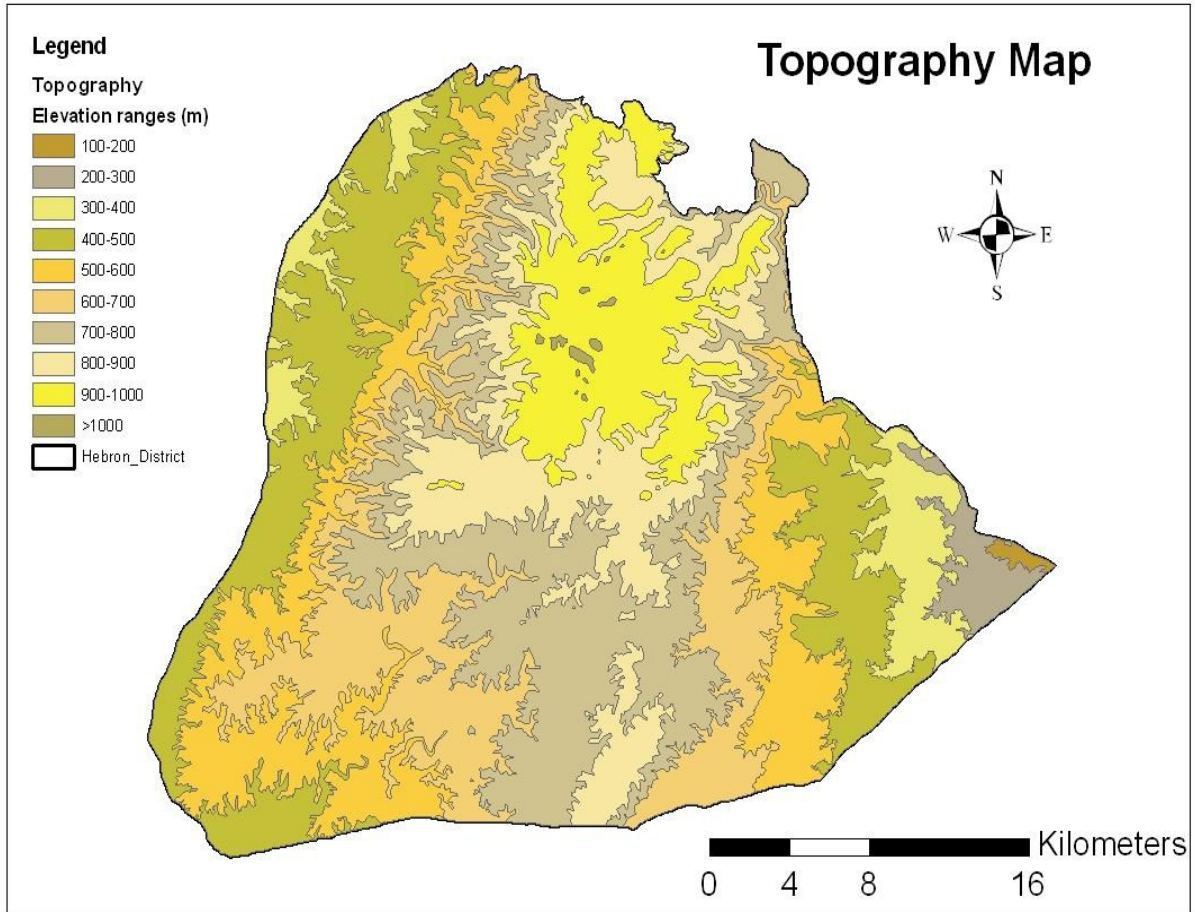 Topography Map
Legend
Topography
Elevation ranges (m)
100-200
200-300
300-400
400-500
500-600
600-700
700-800
800-900
900-1000
>1000
Hebron_District
N
W E
S
Kilometers
0 4 8 16